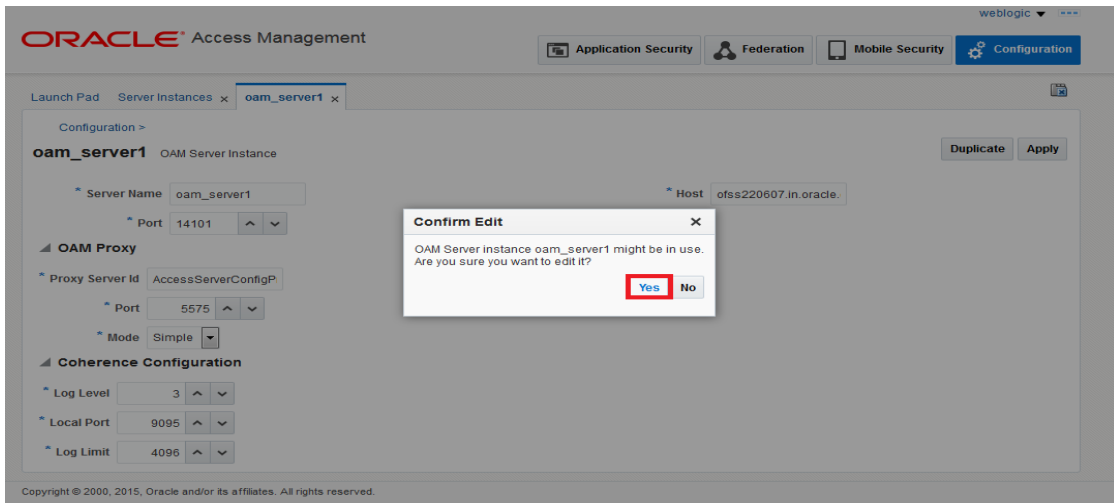 weblogic
ORACLE Access Management
Application Security Federation Mobile Security Configuration
Launch Pad Server Instances x oam_server1 x
Configuration >
oam_server1 OAM Server Instance Duplicate Apply
* Server Name oam_server1 * Host ofss220607.in.oracle.
* Port 14101
OAM Proxy
* Proxy Server Id AccessServerConfigP
* Port 5575
* Mode Simple
Coherence Configuration
* Log Level 3
* Local Port 9095
* Log Limit 4096
Confirm Edit
OAM Server instance oam_server1 might be in use.
Are you sure you want to edit it?
Yes No
Copyright © 2000, 2015, Oracle and/or its affiliates. All rights reserved.